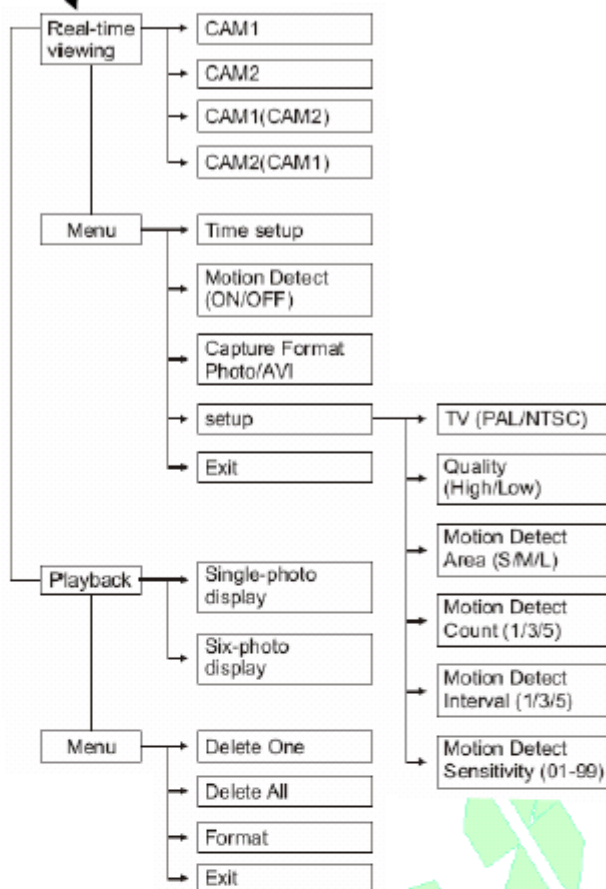 Real-time
viewing
CAM1
CAM2
CAM1(CAM2)
CAM2(CAM1)
Menu
Time setup
Motion Detect
(ON/OFF)
Capture Format
Photo/AVI
setup
Exit
TV (PAL/NTSC)
Quality
(High/Low)
Motion Detect
Area (S/M/L)
Motion Detect
Count (1/3/5)
Motion Detect
Interval (1/3/5)
Motion Detect
Sensitivity (01-99)
Playback
Single-photo
display
Six-photo
display
Menu
Delete One
Delete All
Format
Exit